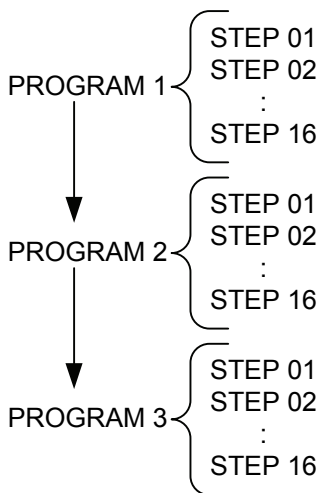 PROGRAM 1
STEP 01
STEP 02
:
STEP 16
PROGRAM 2
STEP 01
STEP 02
:
STEP 16
PROGRAM 3
STEP 01
STEP 02
:
STEP 16